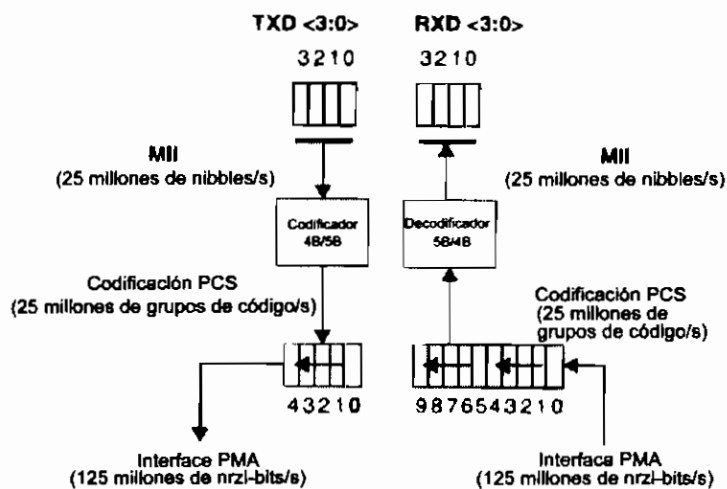 TXD <3:0>
RXD <3:0>
3210
3210
MII
(25 millones de nibbles/s)
MII
(25 millones de nibbles/s)
Codificador
4B/5B
Decodificador
5B/4B
Codificación PCS
(25 millones de grupos de código/s)
Codificación PCS
(25 millones de
grupos de código/s)
43210
9876543210
Interface PMA
(125 millones de nrzi-bits/s)
Interface PMA
(125 millones de nrzi-bits/s)